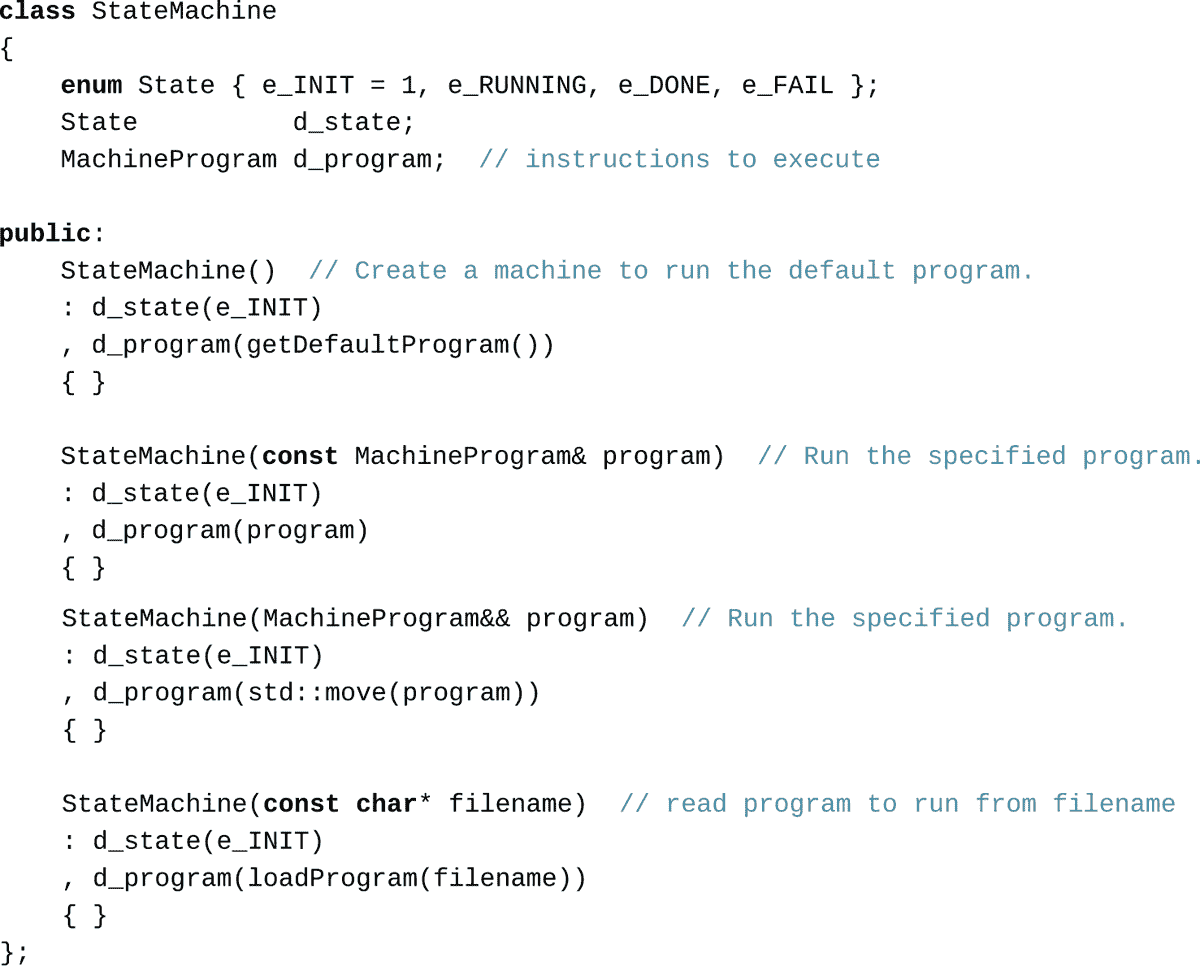 class StateMachine
{
    enum State { e_INIT = 1, e_RUNNING, e_DONE, e_FAIL };
    State          d_state;
    MachineProgram d_program;  // instructions to execute

public:
    StateMachine()  // Create a machine to run the default program.
    : d_state(e_INIT)
    , d_program(getDefaultProgram())
    { }

    StateMachine(const MachineProgram& program)  // Run the specified program.
    : d_state(e_INIT)
    , d_program(program)
    { }

    StateMachine(MachineProgram&& program)  // Run the specified program.
    : d_state(e_INIT)
    , d_program(std::move(program))
    { }

    StateMachine(const char* filename)  // read program to run from filename
    : d_state(e_INIT)
    , d_program(loadProgram(filename))
    { }
};